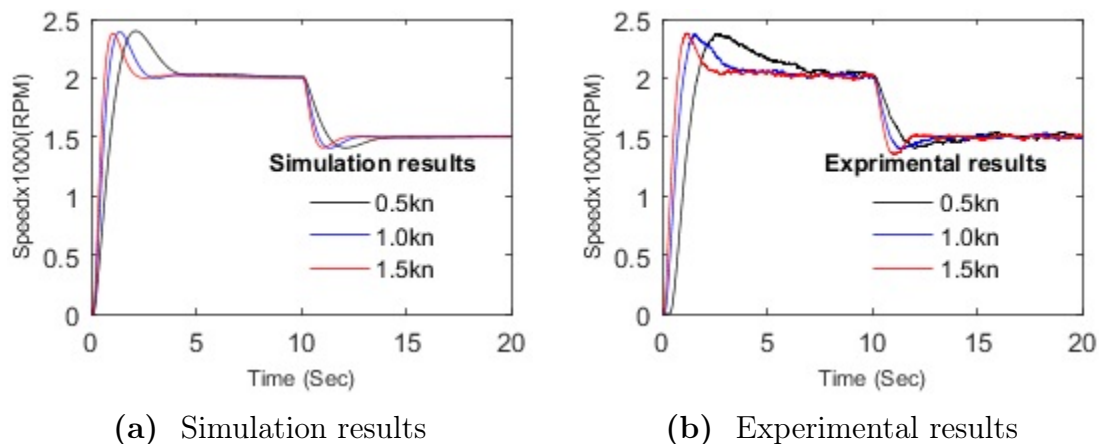 2.5
2
1.5
1
0.5
0
Speedx1000(RPM)
Simulation results
0.5kn
1.0kn
1.5kn
0 5 10 15 20
Time (Sec)
(a) Simulation results
2.5
2
1.5
1
0.5
0
Speedx1000(RPM)
Exprimental results
0.5kn
1.0kn
1.5kn
0 5 10 15 20
Time (Sec)
(b) Experimental results